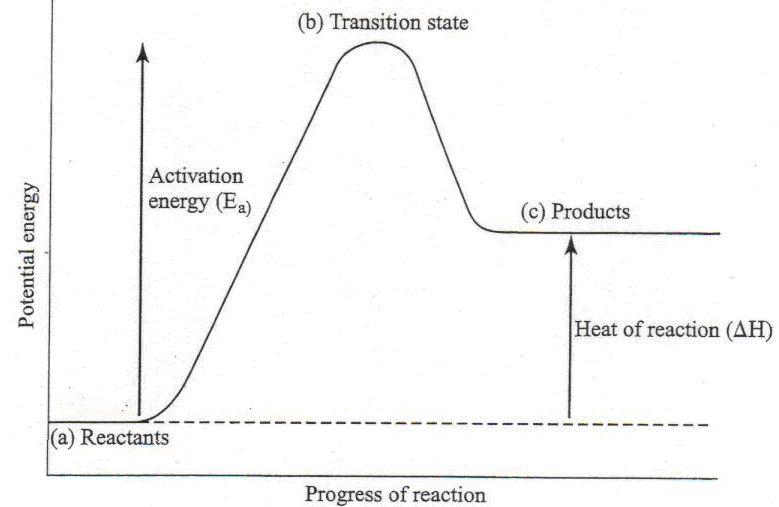 (b) Transition state
Activation
energy (Ea)
(c) Products
Potential energy
Heat of reaction (ΔH)
(a) Reactants
Progress of reaction